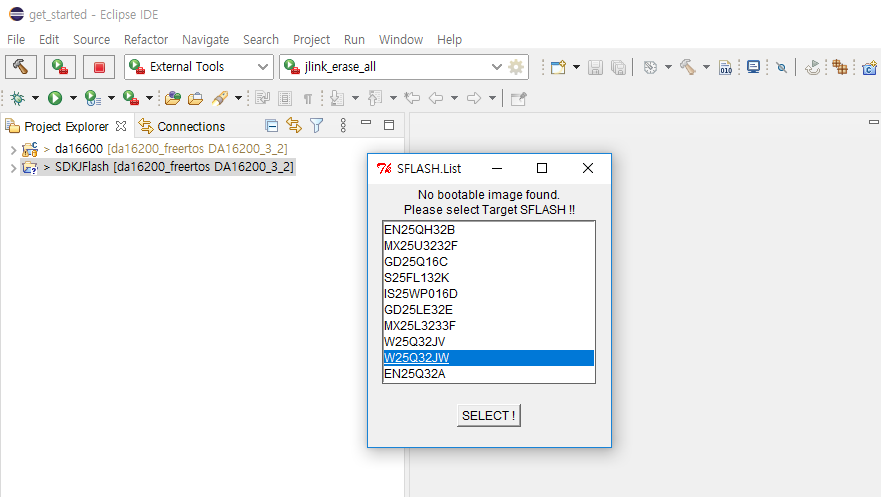 get_started - Eclipse IDE
File Edit Source Refactor Navigate Search Project Run Window Help
External Tools jlink_erase_all
Project Explorer Connections
> da16600 [da16200_freertos DA16200_3_2]
> SDKJFlash [da16200_freertos DA16200_3_2]
SFLASH.List
No bootable image found.
Please select Target SFLASH !!
EN25QH32B
MX25U3232F
GD25Q16C
S25FL132K
IS25WP016D
GD25LE32E
MX25L3233F
W25Q32JV
W25Q32JW
EN25Q32A
SELECT !